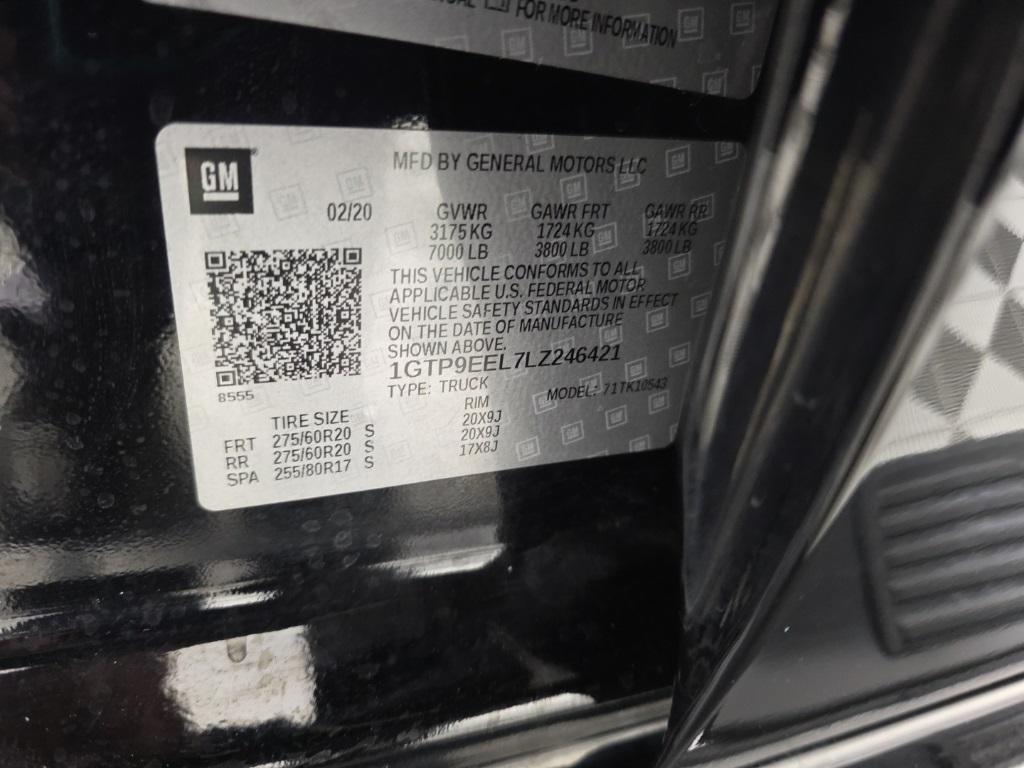 FOR MORE INFORMATION
GM
MFD BY GENERAL MOTORS LLC
02/20 GVWR GAWR FRT GAWR RR
3175 KG 1724 KG 1724 KG
7000 LB 3800 LB 3800 LB
THIS VEHICLE CONFORMS TO ALL
APPLICABLE U.S. FEDERAL MOTOR
VEHICLE SAFETY STANDARDS IN EFFECT
ON THE DATE OF MANUFACTURE
SHOWN ABOVE.
1GTP9EEL7LZ246421
TYPE: TRUCK MODEL: 71TK10543
8555
TIRE SIZE RIM
FRT 275/60R20 S 20X9J
RR 275/60R20 S 20X9J
SPA 255/80R17 S 17X8J